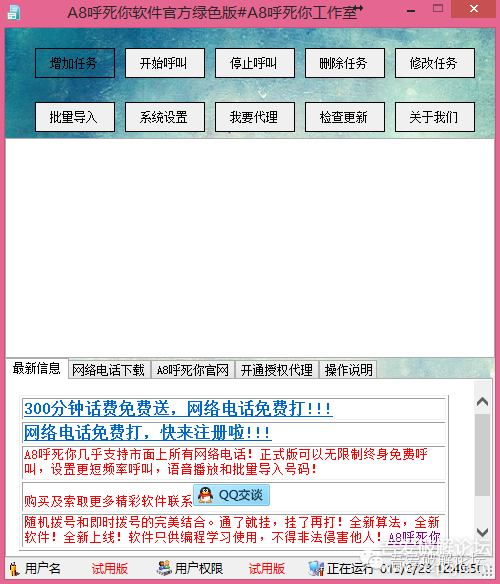 A8呼死你软件官方绿色版#A8呼死你工作室
增加任务 开始呼叫 停止呼叫 删除任务 修改任务
批量导入 系统设置 我要代理 检查更新 关于我们
最新信息 网络电话下载 A8呼死你官网 开通授权代理 操作说明
300分钟话费免费送，网络电话免费打!!!
网络电话免费打，快来注册啦!!!
A8呼死你几乎支持市面上所有网络电话！正式版可以无限制终身免费呼
叫，设置更短频率呼叫，语音播放和批量导入号码！
购买及索取更多精彩软件联系 QQ交谈
随机拨号和即时拨号的完美结合。通了就挂，挂了再打！全新算法，全新
软件！全新上线！软件只供编程学习使用，不得非法侵害他人！A8呼死你
用户名 试用版 用户权限 试用版 正在运行 015/3/23 12:49:50